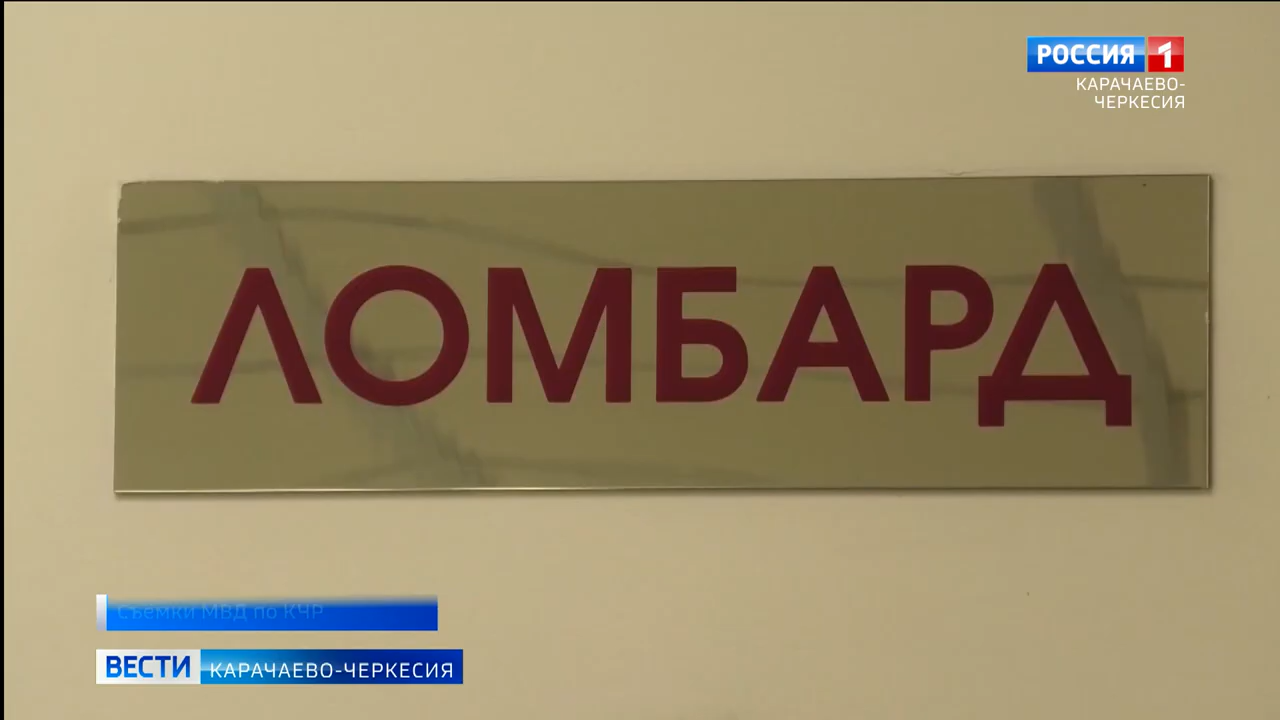 РОССИЯ 1
КАРАЧАЕВО-
ЧЕРКЕСИЯ
ЛОМБАРД
Съемки МВД по КЧР
ВЕСТИ КАРАЧАЕВО-ЧЕРКЕСИЯ